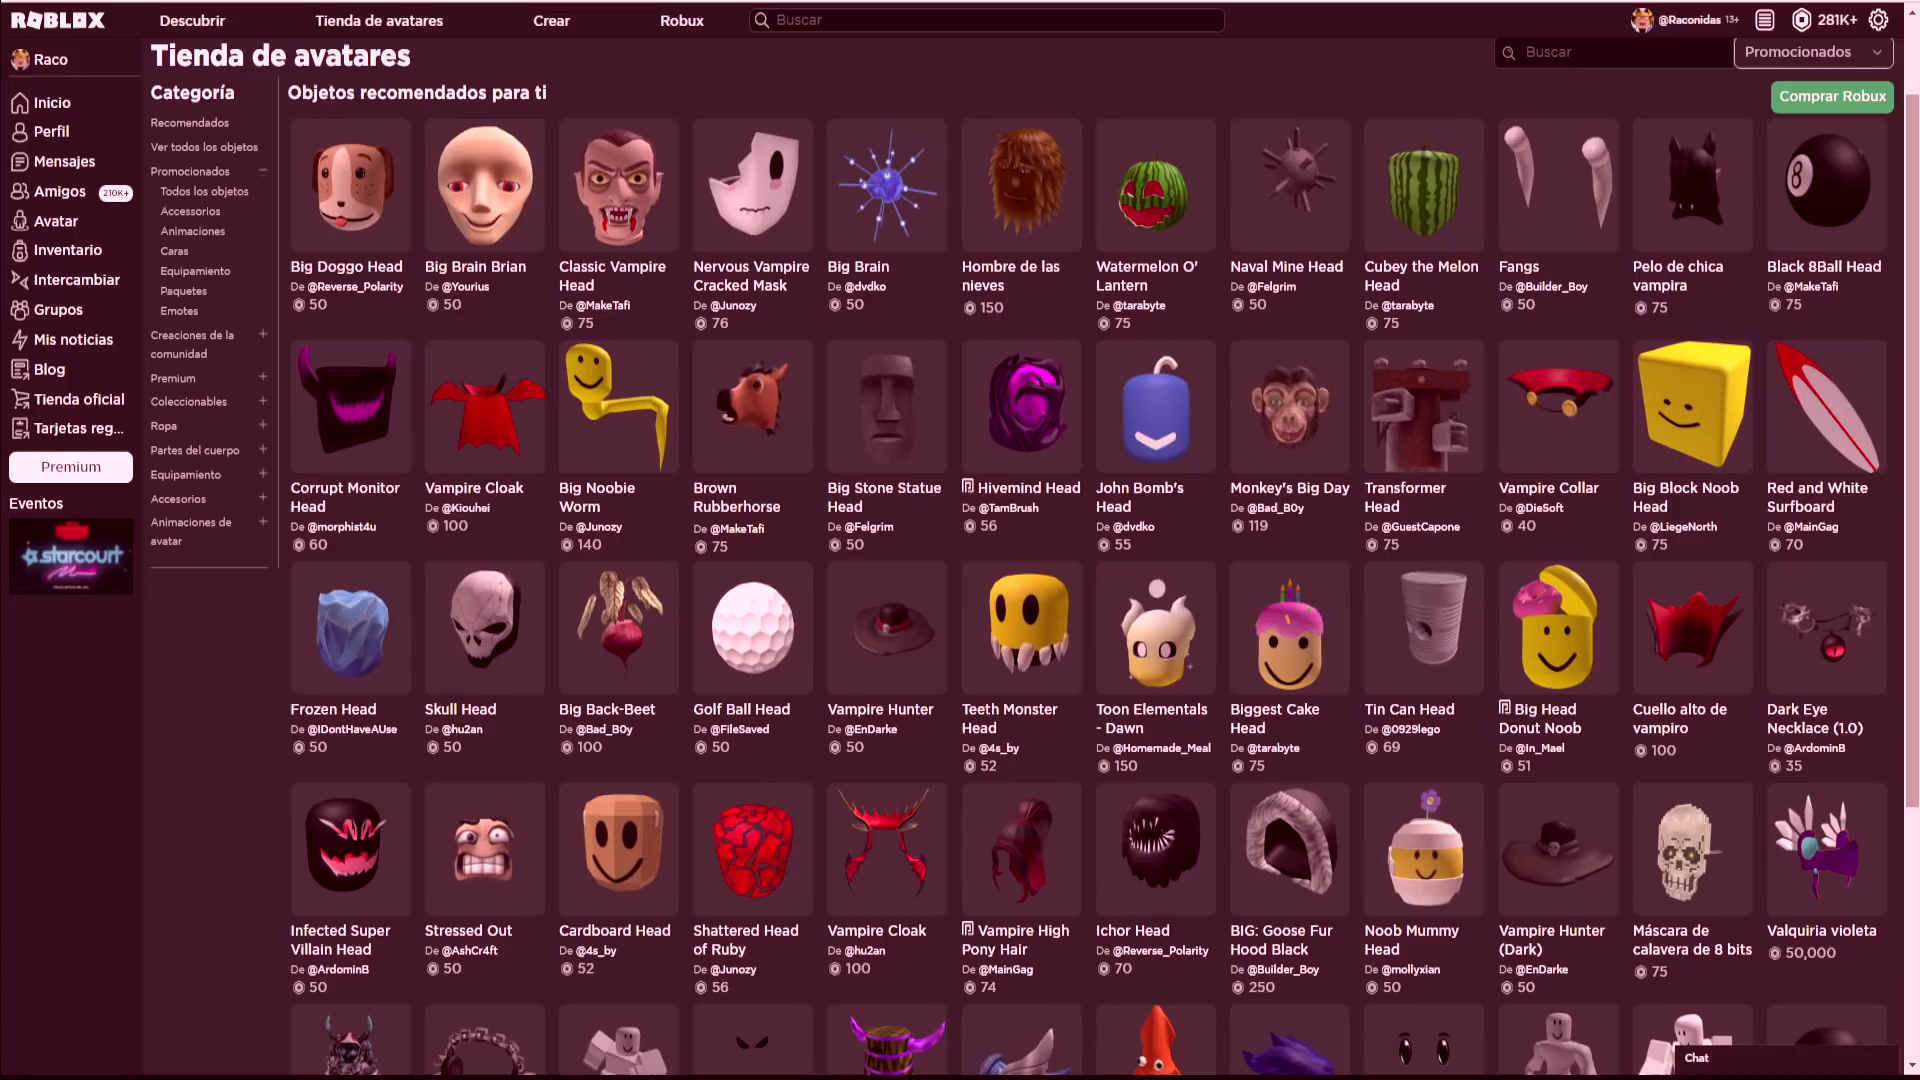 ROBLOX
Descubrir
Tienda de avatares
Crear
Robux
Buscar
@Raconidas 13+
281K+
Raco
Inicio
Perfil
Mensajes
Amigos
210K+
Avatar
Inventario
Intercambiar
Grupos
Mis noticias
Blog
Tienda oficial
Tarjetas reg...
Premium
Eventos
starcourt
Tienda de avatares
Buscar
Promocionados
Categoría
Recomendados
Ver todos los objetos
Promocionados
Todos los objetos
Accessorios
Animaciones
Caras
Equipamiento
Paquetes
Emotes
Creaciones de la
comunidad
Premium
Coleccionables
Ropa
Partes del cuerpo
Equipamiento
Accesorios
Animaciones de
avatar
Objetos recomendados para ti
Comprar Robux
Big Doggo Head
De @Reverse_Polarity
50
Big Brain Brian
De @Yourius
50
Classic Vampire
Head
De @MakeTafi
75
Nervous Vampire
Cracked Mask
De @Junozy
76
Big Brain
De @dvdko
50
Hombre de las
nieves
150
Watermelon O'
Lantern
De @tarabyte
75
Naval Mine Head
De @Felgrim
50
Cubey the Melon
Head
De @tarabyte
75
Fangs
De @Builder_Boy
50
Pelo de chica
vampira
75
8
Black 8Ball Head
De @MakeTafi
75
Corrupt Monitor
Head
De @morphist4u
60
Vampire Cloak
De @Kiouhei
100
Big Noobie
Worm
De @Junozy
140
Brown
Rubberhorse
De @MakeTafi
75
Big Stone Statue
Head
De @Felgrim
50
Hivemind Head
De @TamBrush
56
John Bomb's
Head
De @dvdko
55
Monkey's Big Day
De @Bad_B0y
119
Transformer
Head
De @GuestCapone
75
Vampire Collar
De @DieSoft
40
Big Block Noob
Head
De @LiegeNorth
75
Red and White
Surfboard
De @MainGag
70
Frozen Head
De @IDontHaveAUse
50
Skull Head
De @hu2an
50
Big Back-Beet
De @Bad_B0y
100
Golf Ball Head
De @FileSaved
50
Vampire Hunter
De @EnDarke
50
Teeth Monster
Head
De @4s_by
52
Toon Elementals
- Dawn
De @Homemade_Meal
150
Biggest Cake
Head
De @tarabyte
75
Tin Can Head
De @0929lego
69
Big Head
Donut Noob
De @In_Mael
51
Cuello alto de
vampiro
100
Dark Eye
Necklace (1.0)
De @ArdominB
35
Infected Super
Villain Head
De @ArdominB
50
Stressed Out
De @AshCr4ft
50
Cardboard Head
De @4s_by
52
Shattered Head
of Ruby
De @Junozy
56
Vampire Cloak
De @hu2an
100
Vampire High
Pony Hair
De @MainGag
74
Ichor Head
De @Reverse_Polarity
70
BIG: Goose Fur
Hood Black
De @Builder_Boy
250
Noob Mummy
Head
De @mollyxian
50
Vampire Hunter
(Dark)
De @EnDarke
50
Máscara de
calavera de 8 bits
75
Valquiria violeta
50,000
Chat